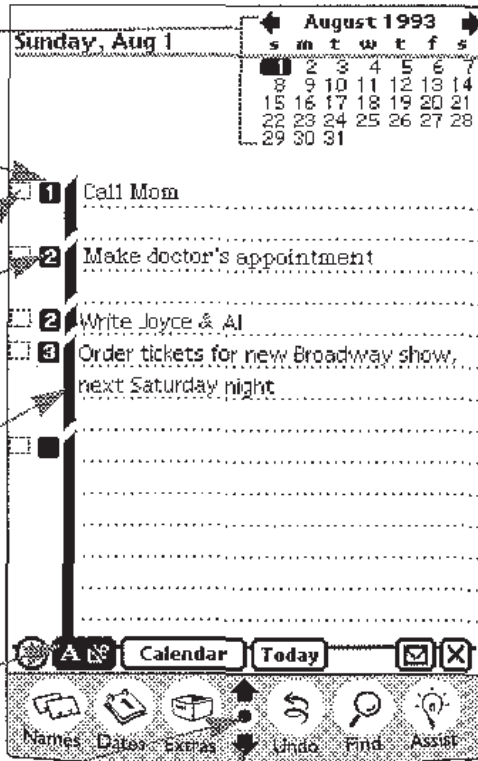 Sunday, Aug 1
August 1993
s m t w t f s
1 2 3 4 5 6 7
8 9 10 11 12 13 14
15 16 17 18 19 20 21
22 23 24 25 26 27 28
29 30 31
1 Call Mom
2 Make doctor's appointment
2 Write Joyce & Al
3 Order tickets for new Broadway show,
next Saturday night
A Calendar Today X
Names Dates Extras Undo Find Assist